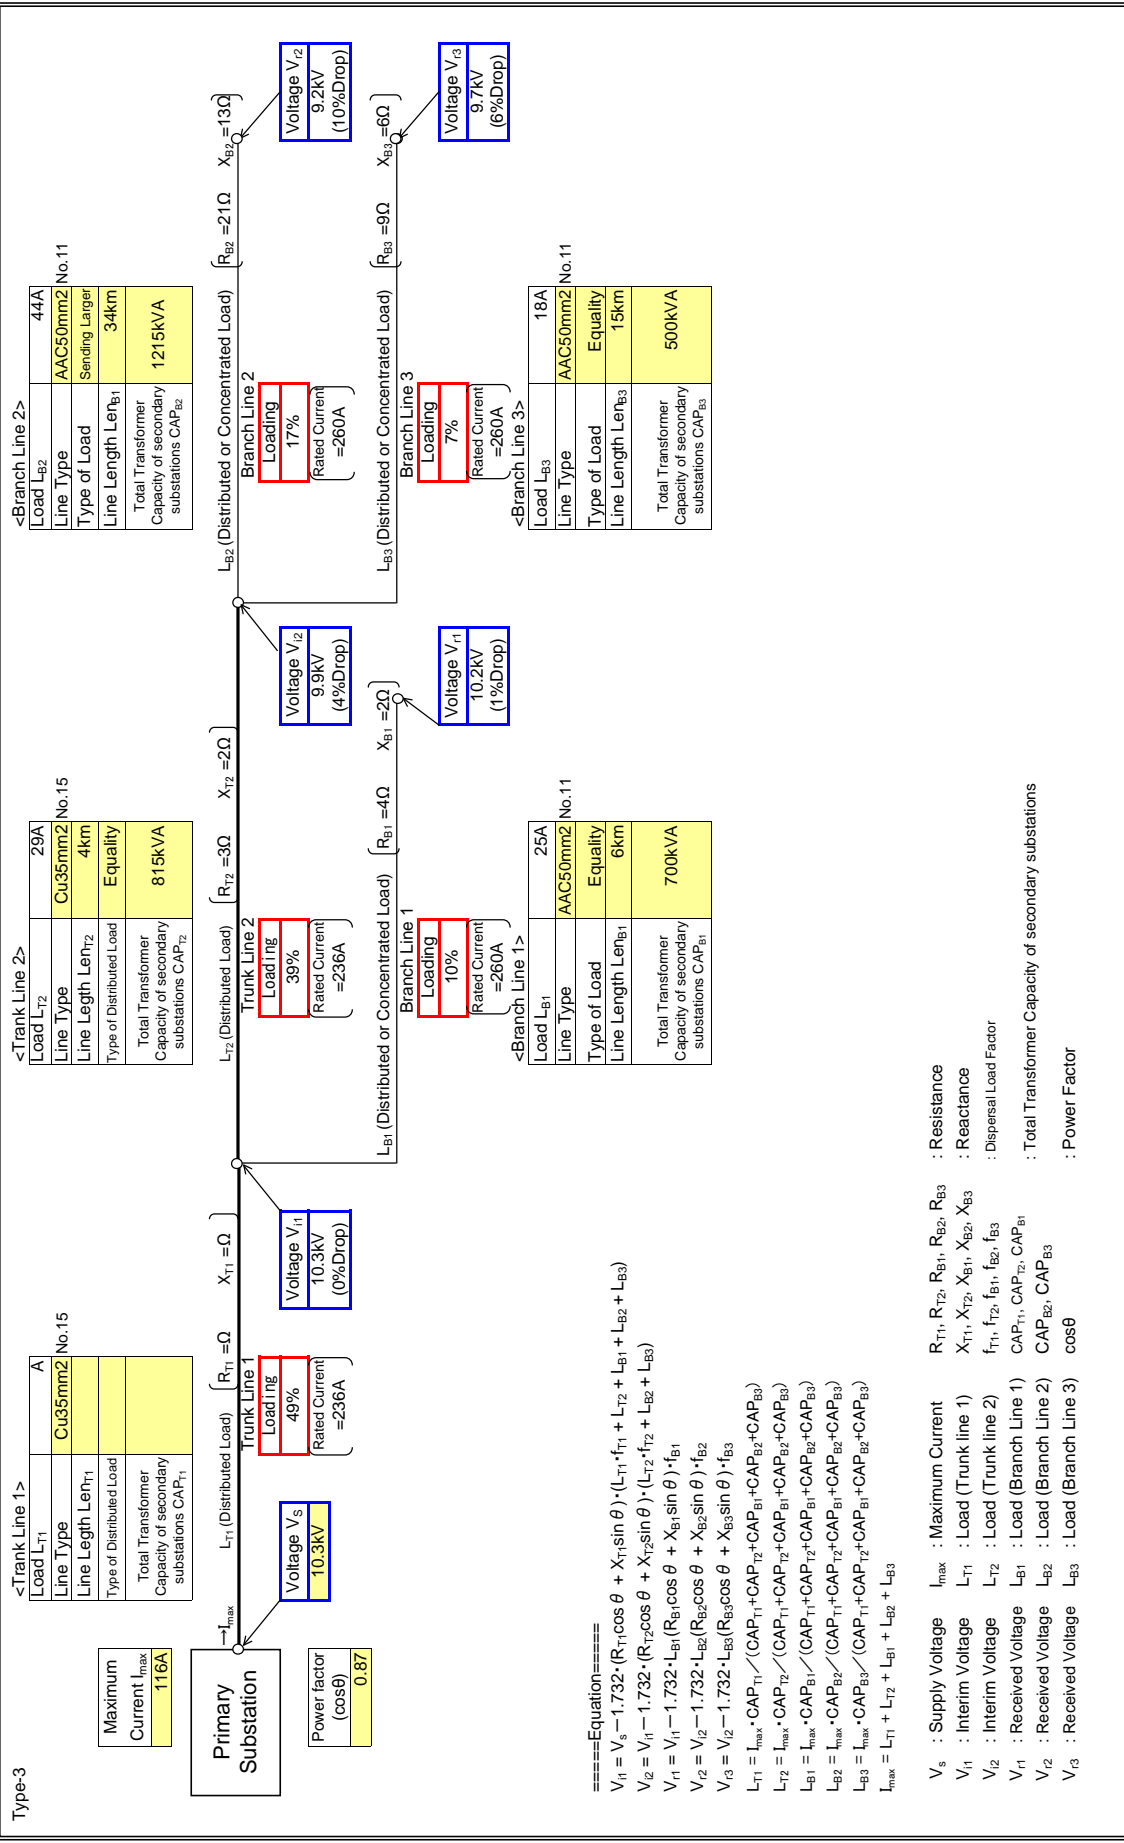 Type-3
<Trank Line 1>
Load LT1 A
Line Type Cu35mm2 No.15
Line Legth LenT1
Type of Distributed Load
Total Transformer
Capacity of secondary
substations CAPT1
<Trank Line 2>
Load LT2 29A
Line Type Cu35mm2 No.15
Line Legth LenT2 4km
Type of Distributed Load Equality
Total Transformer
Capacity of secondary
substations CAPT2
815kVA
<Branch Line 2>
Load LB2 44A
Line Type AAC50mm2 No.11
Type of Load Sending Larger
Line Length LenB1 34km
Total Transformer
Capacity of secondary
substations CAPB2
1215kVA
Maximum
Current Imax
116A
Primary
Substation
→Imax
Power factor
(cosθ)
0.87
Voltage VS
10.3kV
LT1 (Distributed Load) RT1 =Ω XT1 =Ω
Trunk Line 1
Loading
49%
Rated Current
=236A
Voltage Vi1
10.3kV
(0%Drop)
LT2 (Distributed Load) RT2 =3Ω XT2 =2Ω
Trunk Line 2
Loading
39%
Rated Current
=236A
Voltage Vi2
9.9kV
(4%Drop)
LB2 (Distributed or Concentrated Load) RB2 =21Ω XB2 =13Ω
Branch Line 2
Loading
17%
Rated Current
=260A
Voltage Vr2
9.2kV
(10%Drop)
LB1 (Distributed or Concentrated Load) RB1 =4Ω XB1 =2Ω
Branch Line 1
Loading
10%
Rated Current
=260A
Voltage Vr1
10.2kV
(1%Drop)
LB3 (Distributed or Concentrated Load) RB3 =9Ω XB3 =6Ω
Branch Line 3
Loading
7%
Rated Current
=260A
Voltage Vr3
9.7kV
(6%Drop)
<Branch Line 1>
Load LB1 25A
Line Type AAC50mm2 No.11
Type of Load Equality
Line Length LenB1 6km
Total Transformer
Capacity of secondary
substations CAPB1
700kVA
<Branch Line 3>
Load LB3 18A
Line Type AAC50mm2 No.11
Type of Load Equality
Line Length LenB3 15km
Total Transformer
Capacity of secondary
substations CAPB3
500kVA
=====Equation=====
Vi1 = Vs－1.732・(RT1cos θ + XT1sin θ)・(LT1・fT1 + LT2 + LB1 + LB2 + LB3)
Vi2 = Vi1－1.732・(RT2cos θ + XT2sin θ)・(LT2・fT2 + LB2 + LB3)
Vr1 = Vi1－1.732・LB1(RB1cos θ + XB1sin θ)・fB1
Vr2 = Vi2－1.732・LB2(RB2cos θ + XB2sin θ)・fB2
Vr3 = Vi2－1.732・LB3(RB3cos θ + XB3sin θ)・fB3
LT1 = Imax・CAPT1／(CAPT1+CAPT2+CAPB1+CAPB2+CAPB3)
LT2 = Imax・CAPT2／(CAPT1+CAPT2+CAPB1+CAPB2+CAPB3)
LB1 = Imax・CAPB1／(CAPT1+CAPT2+CAPB1+CAPB2+CAPB3)
LB2 = Imax・CAPB2／(CAPT1+CAPT2+CAPB1+CAPB2+CAPB3)
LB3 = Imax・CAPB3／(CAPT1+CAPT2+CAPB1+CAPB2+CAPB3)
Imax = LT1 + LT2 + LB1 + LB2 + LB3
Vs : Supply Voltage Imax : Maximum Current RT1, RT2, RB1, RB2, RB3 : Resistance
Vi1 : Interim Voltage LT1 : Load (Trunk line 1) XT1, XT2, XB1, XB2, XB3 : Reactance
Vi2 : Interim Voltage LT2 : Load (Trunk line 2) fT1, fT2, fB1, fB2, fB3 : Dispersal Load Factor
Vr1 : Received Voltage LB1 : Load (Branch Line 1) CAPT1, CAPT2, CAPB1 : Total Transformer Capacity of secondary substations
Vr2 : Received Voltage LB2 : Load (Branch Line 2) CAPB2, CAPB3
Vr3 : Received Voltage LB3 : Load (Branch Line 3) cosθ : Power Factor